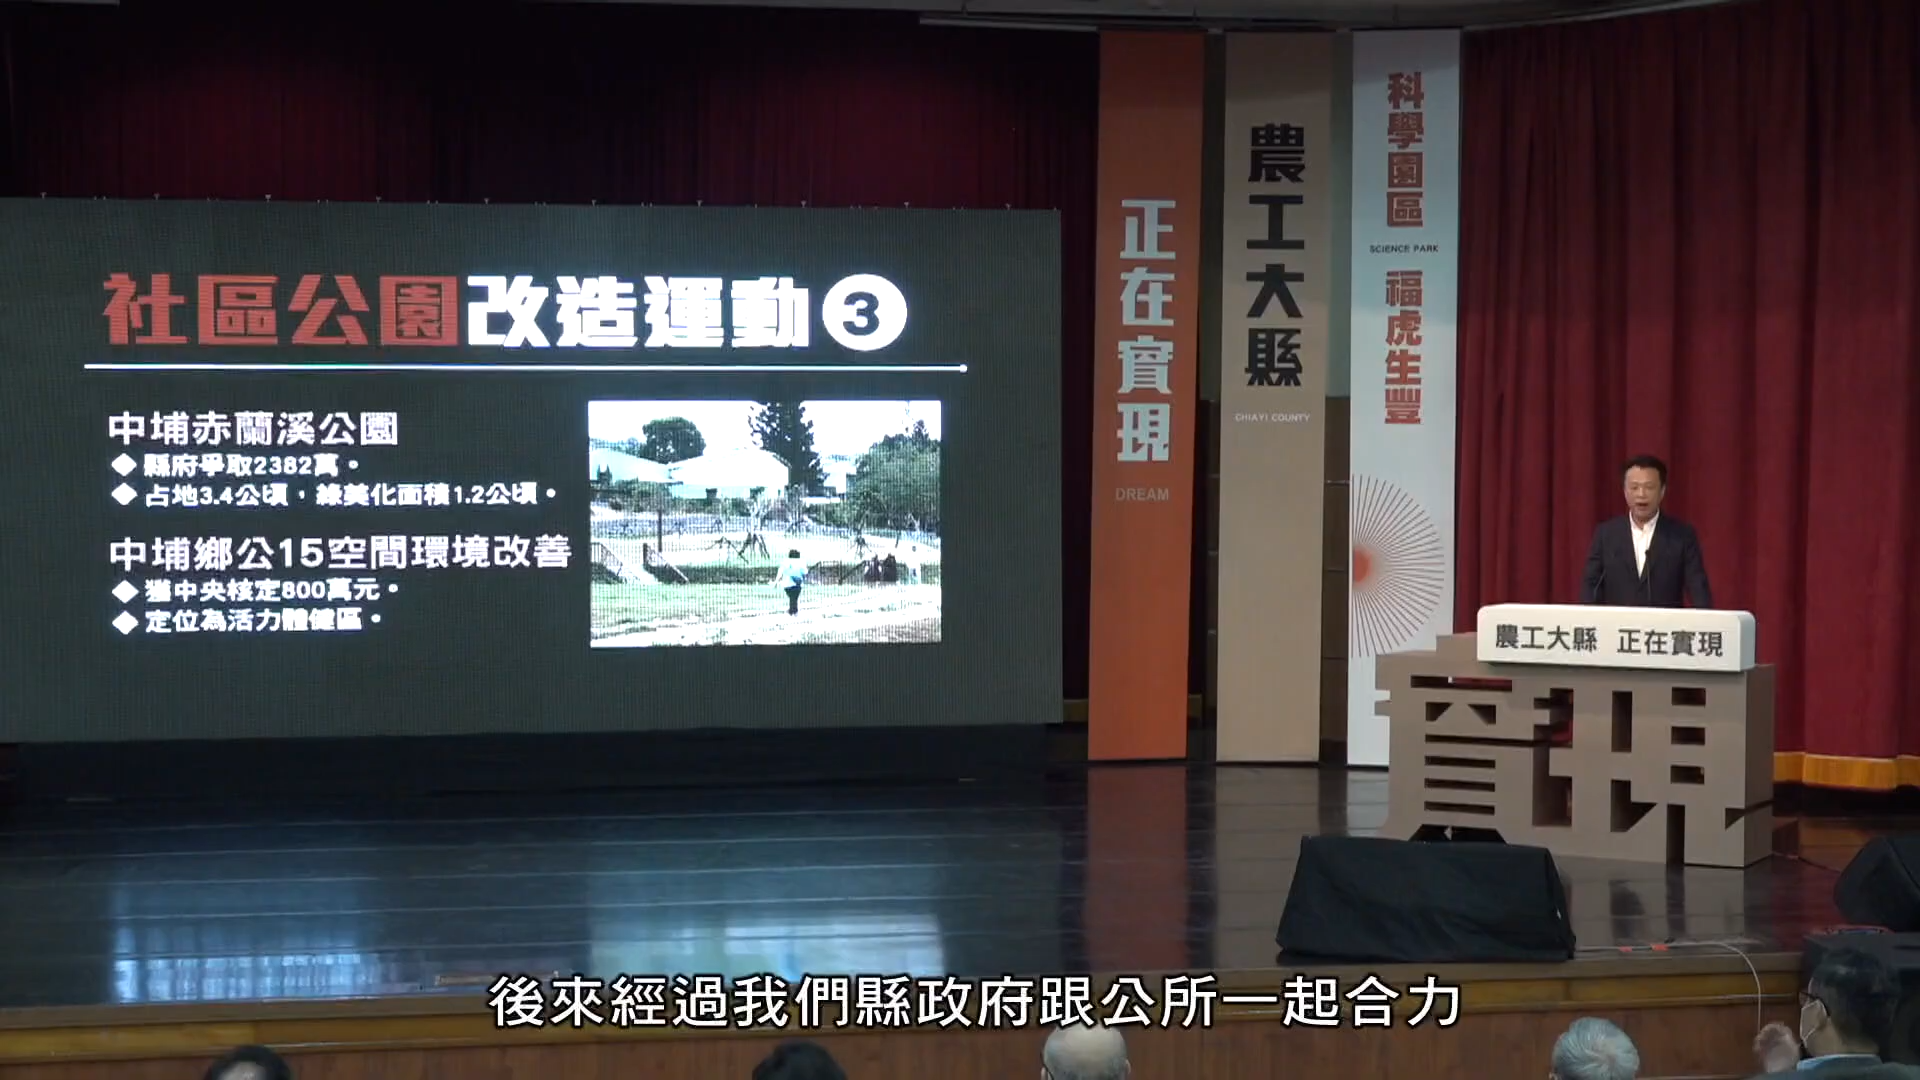 社區公園改造運動3
中埔赤蘭溪公園
◆ 縣府爭取2382萬。
◆ 占地3.4公頃，綠美化面積1.2公頃。
中埔鄉公15空間環境改善
◆ 獲中央核定800萬元。
◆ 定位為活力體健區。
正在實現
DREAM
農工大縣
CHIAYI COUNTY
科學園區
SCIENCE PARK
福虎生豐
農工大縣 正在實現
實現
後來經過我們縣政府跟公所一起合力